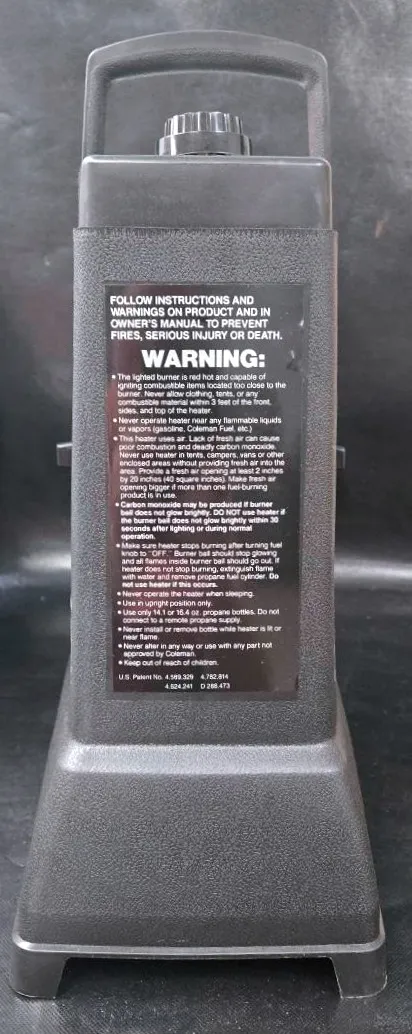 FOLLOW INSTRUCTIONS AND
WARNINGS ON PRODUCT AND IN
OWNER'S MANUAL TO PREVENT
FIRES, SERIOUS INJURY OR DEATH.
WARNING:
• The lighted burner is red hot and capable of
igniting combustible items located too close to the
burner. Never allow clothing, tents, or any
combustible material within 3 feet of the front,
sides, and top of the heater.
• Never operate heater near any flammable liquids
or vapors (gasoline, Coleman Fuel, etc.)
• This heater uses air. Lack of fresh air can cause
poor combustion and deadly carbon monoxide.
Never use heater in tents, campers, vans or other
enclosed areas without providing fresh air into the
area. Provide a fresh air opening at least 2 inches
by 20 inches (40 square inches). Make fresh air
opening bigger if more than one fuel-burning
product is in use.
• Carbon monoxide may be produced if burner
ball does not glow brightly. DO NOT use heater if
the burner ball does not glow brightly within 30
seconds after lighting or during normal
operation.
• Make sure heater stops burning after turning fuel
knob to "OFF." Burner ball should stop glowing
and all flames inside burner ball should go out. If
heater does not stop burning, extinguish flame
with water and remove propane fuel cylinder. Do
not use heater if this occurs.
• Never operate the heater when sleeping.
• Use in upright position only.
• Use only 14.1 or 16.4 oz. propane bottles. Do not
connect to a remote propane supply.
• Never install or remove bottle while heater is lit or
near flame.
• Never alter in any way or use with any part not
approved by Coleman.
• Keep out of reach of children.
U.S. Patent No. 4,569,329 4,782,814
4,624,241 D 288,473